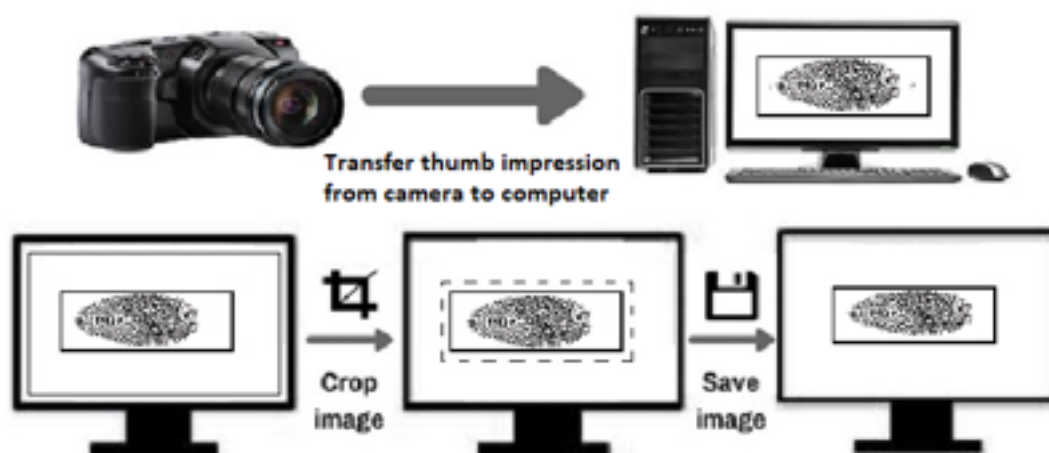 Transfer thumb impression
from camera to computer
Crop
image
Save
image